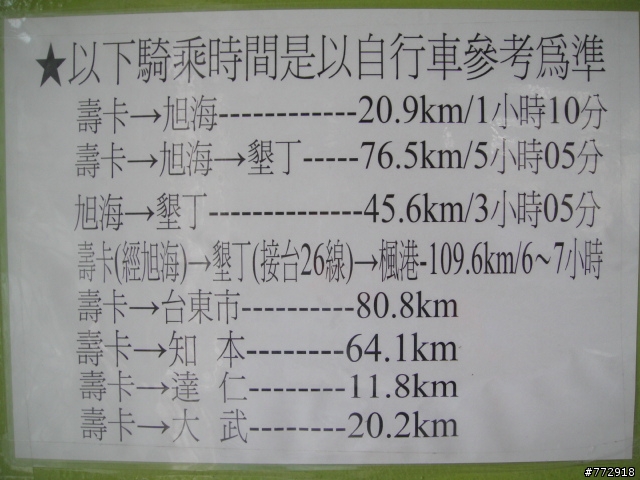 ★以下騎乘時間是以自行車參考為準
壽卡→旭海------------20.9km/1小時10分
壽卡→旭海→墾丁-----76.5km/5小時05分
旭海→墾丁--------------45.6km/3小時05分
壽卡(經旭海)→墾丁(接台26線)→楓港-109.6km/6~7小時
壽卡→台東市----------80.8km
壽卡→知 本---------64.1km
壽卡→達 仁---------11.8km
壽卡→大 武--------20.2km
#772918